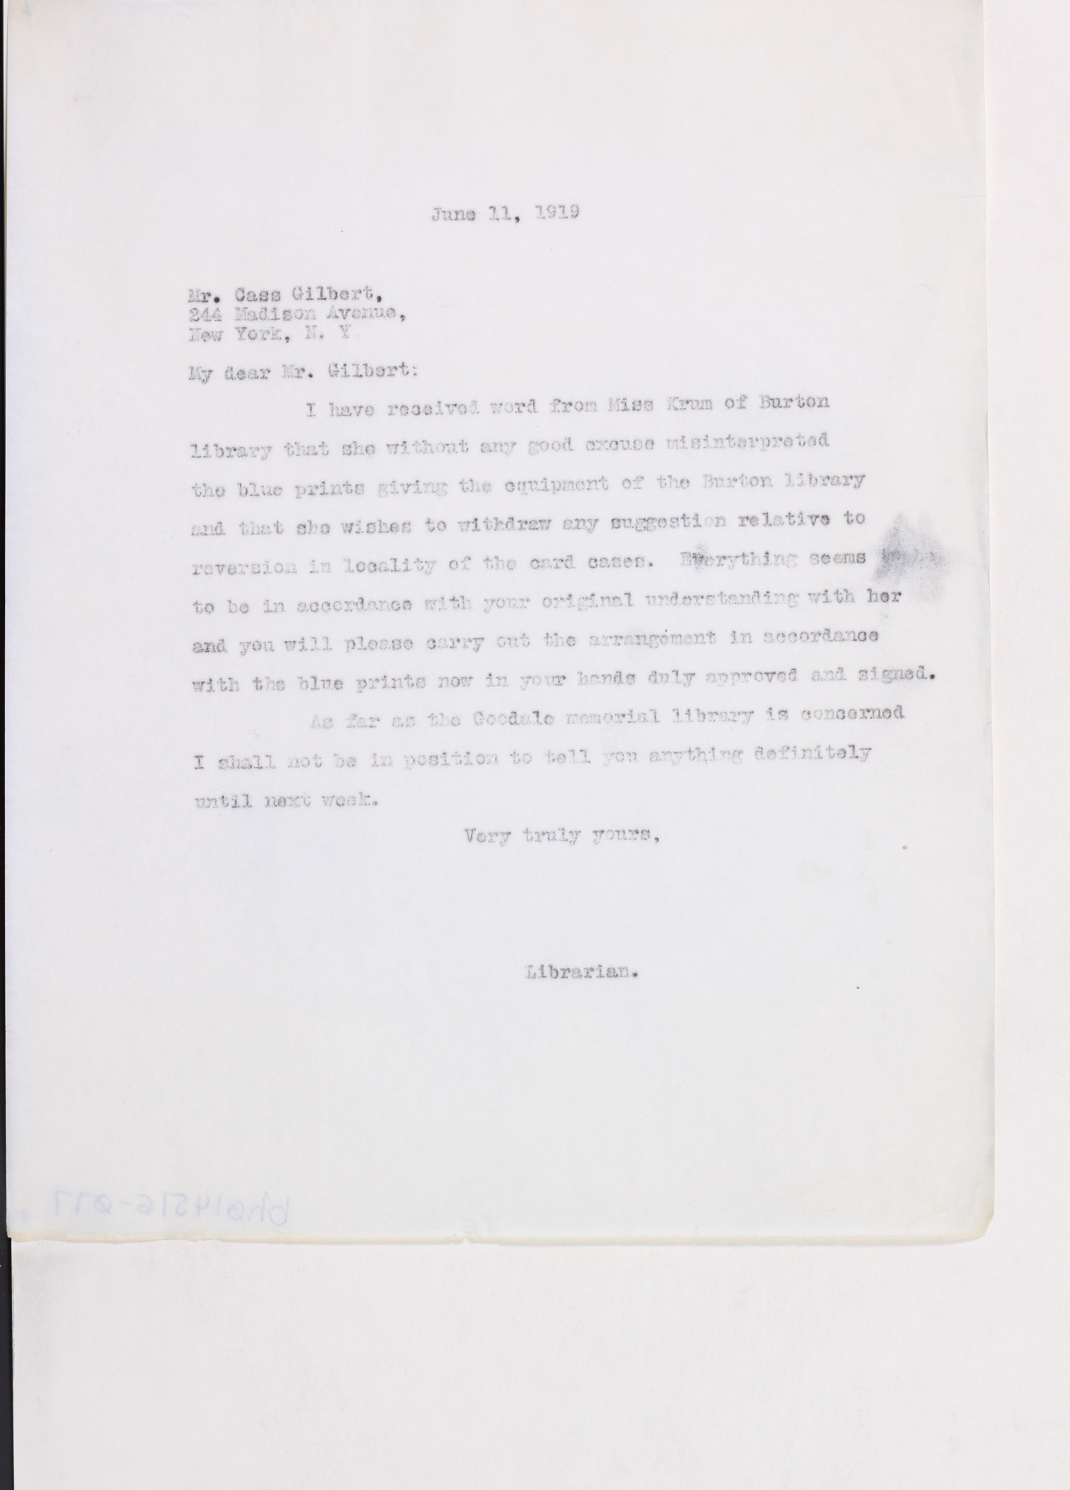 June 11, 1919
Mr. Cass Gilbert,
244 Madison Avenue,
New York, N. Y
My dear Mr. Gilbert:
I have received word from Miss Krum of Burton
library that she without any good excuse misinterpreted
the blue prints giving the equipment of the Burton library
and that she wishes to withdraw any suggestion relative to
reversion in locality of the card cases. Everything seems
to be in accordance with your original understanding with her
and you will please carry out the arrangement in accordance
with the blue prints now in your hands duly approved and signed.
As far as the Goodale memorial library is concerned
I shall not be in position to tell you anything definitely
until next week.
Very truly yours,
Librarian.
bho14576-077